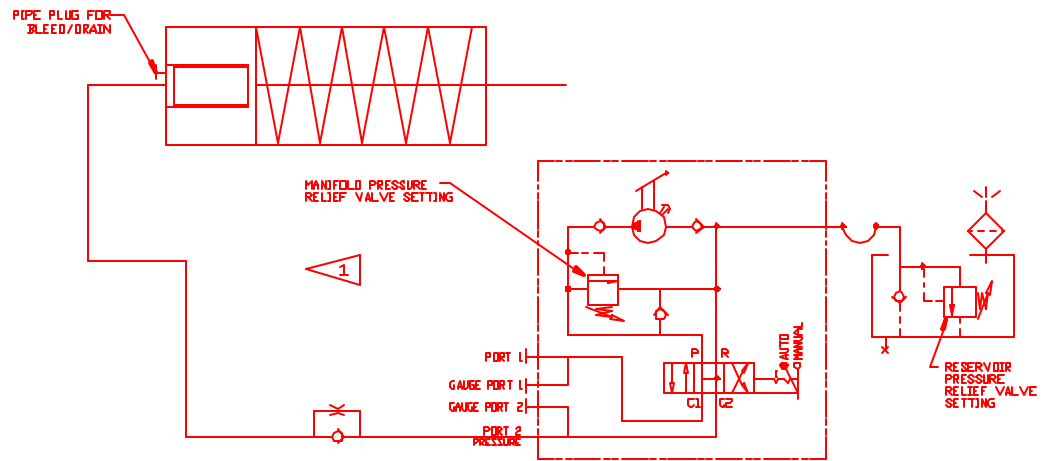 PIPE PLUG FOR
BLEED/DRAIN
MANIFOLD PRESSURE
RELIEF VALVE SETTING
1
AUTO
MANUAL
P R
PORT 1
GAUGE PORT 1
C1 C2
GAUGE PORT 2
PORT 2
PRESSURE
RESERVOIR
PRESSURE
RELIEF VALVE
SETTING